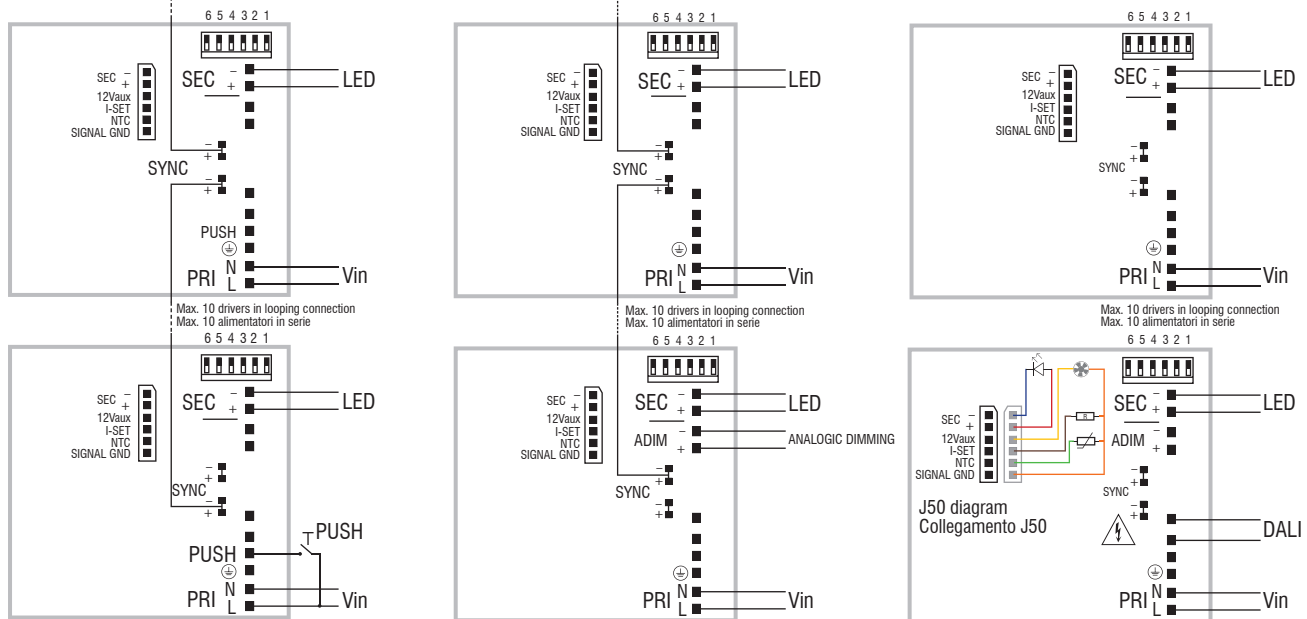 6 5 4 3 2 1
SEC -
+
12Vaux
I-SET
NTC
SIGNAL GND
SEC -
+
LED
-
+
SYNC
-
+
PUSH
N
PRI
L
Vin
Max. 10 drivers in looping connection
Max. 10 alimentatori in serie
6 5 4 3 2 1
SEC -
+
12Vaux
I-SET
NTC
SIGNAL GND
SEC -
+
LED
-
+
SYNC
-
+
PRI N
L
Vin
Max. 10 drivers in looping connection
Max. 10 alimentatori in serie
6 5 4 3 2 1
SEC -
+
12Vaux
I-SET
NTC
SIGNAL GND
SEC -
+
LED
-
+
SYNC
-
+
PRI N
L
Vin
Max. 10 drivers in looping connection
Max. 10 alimentatori in serie
6 5 4 3 2 1
SEC -
+
12Vaux
I-SET
NTC
SIGNAL GND
SEC -
+
LED
-
+
SYNC
-
+
PUSH
PUSH
N
PRI
L
Vin
6 5 4 3 2 1
SEC -
+
12Vaux
I-SET
NTC
SIGNAL GND
SEC -
+
LED
ADIM -
+
ANALOGIC DIMMING
-
+
SYNC
-
+
PRI N
L
Vin
6 5 4 3 2 1
SEC -
+
12Vaux
I-SET
NTC
SIGNAL GND
R
SEC -
+
LED
ADIM -
+
-
+
SYNC
-
+
J50 diagram
Collegamento J50
DALI
PRI N
L
Vin